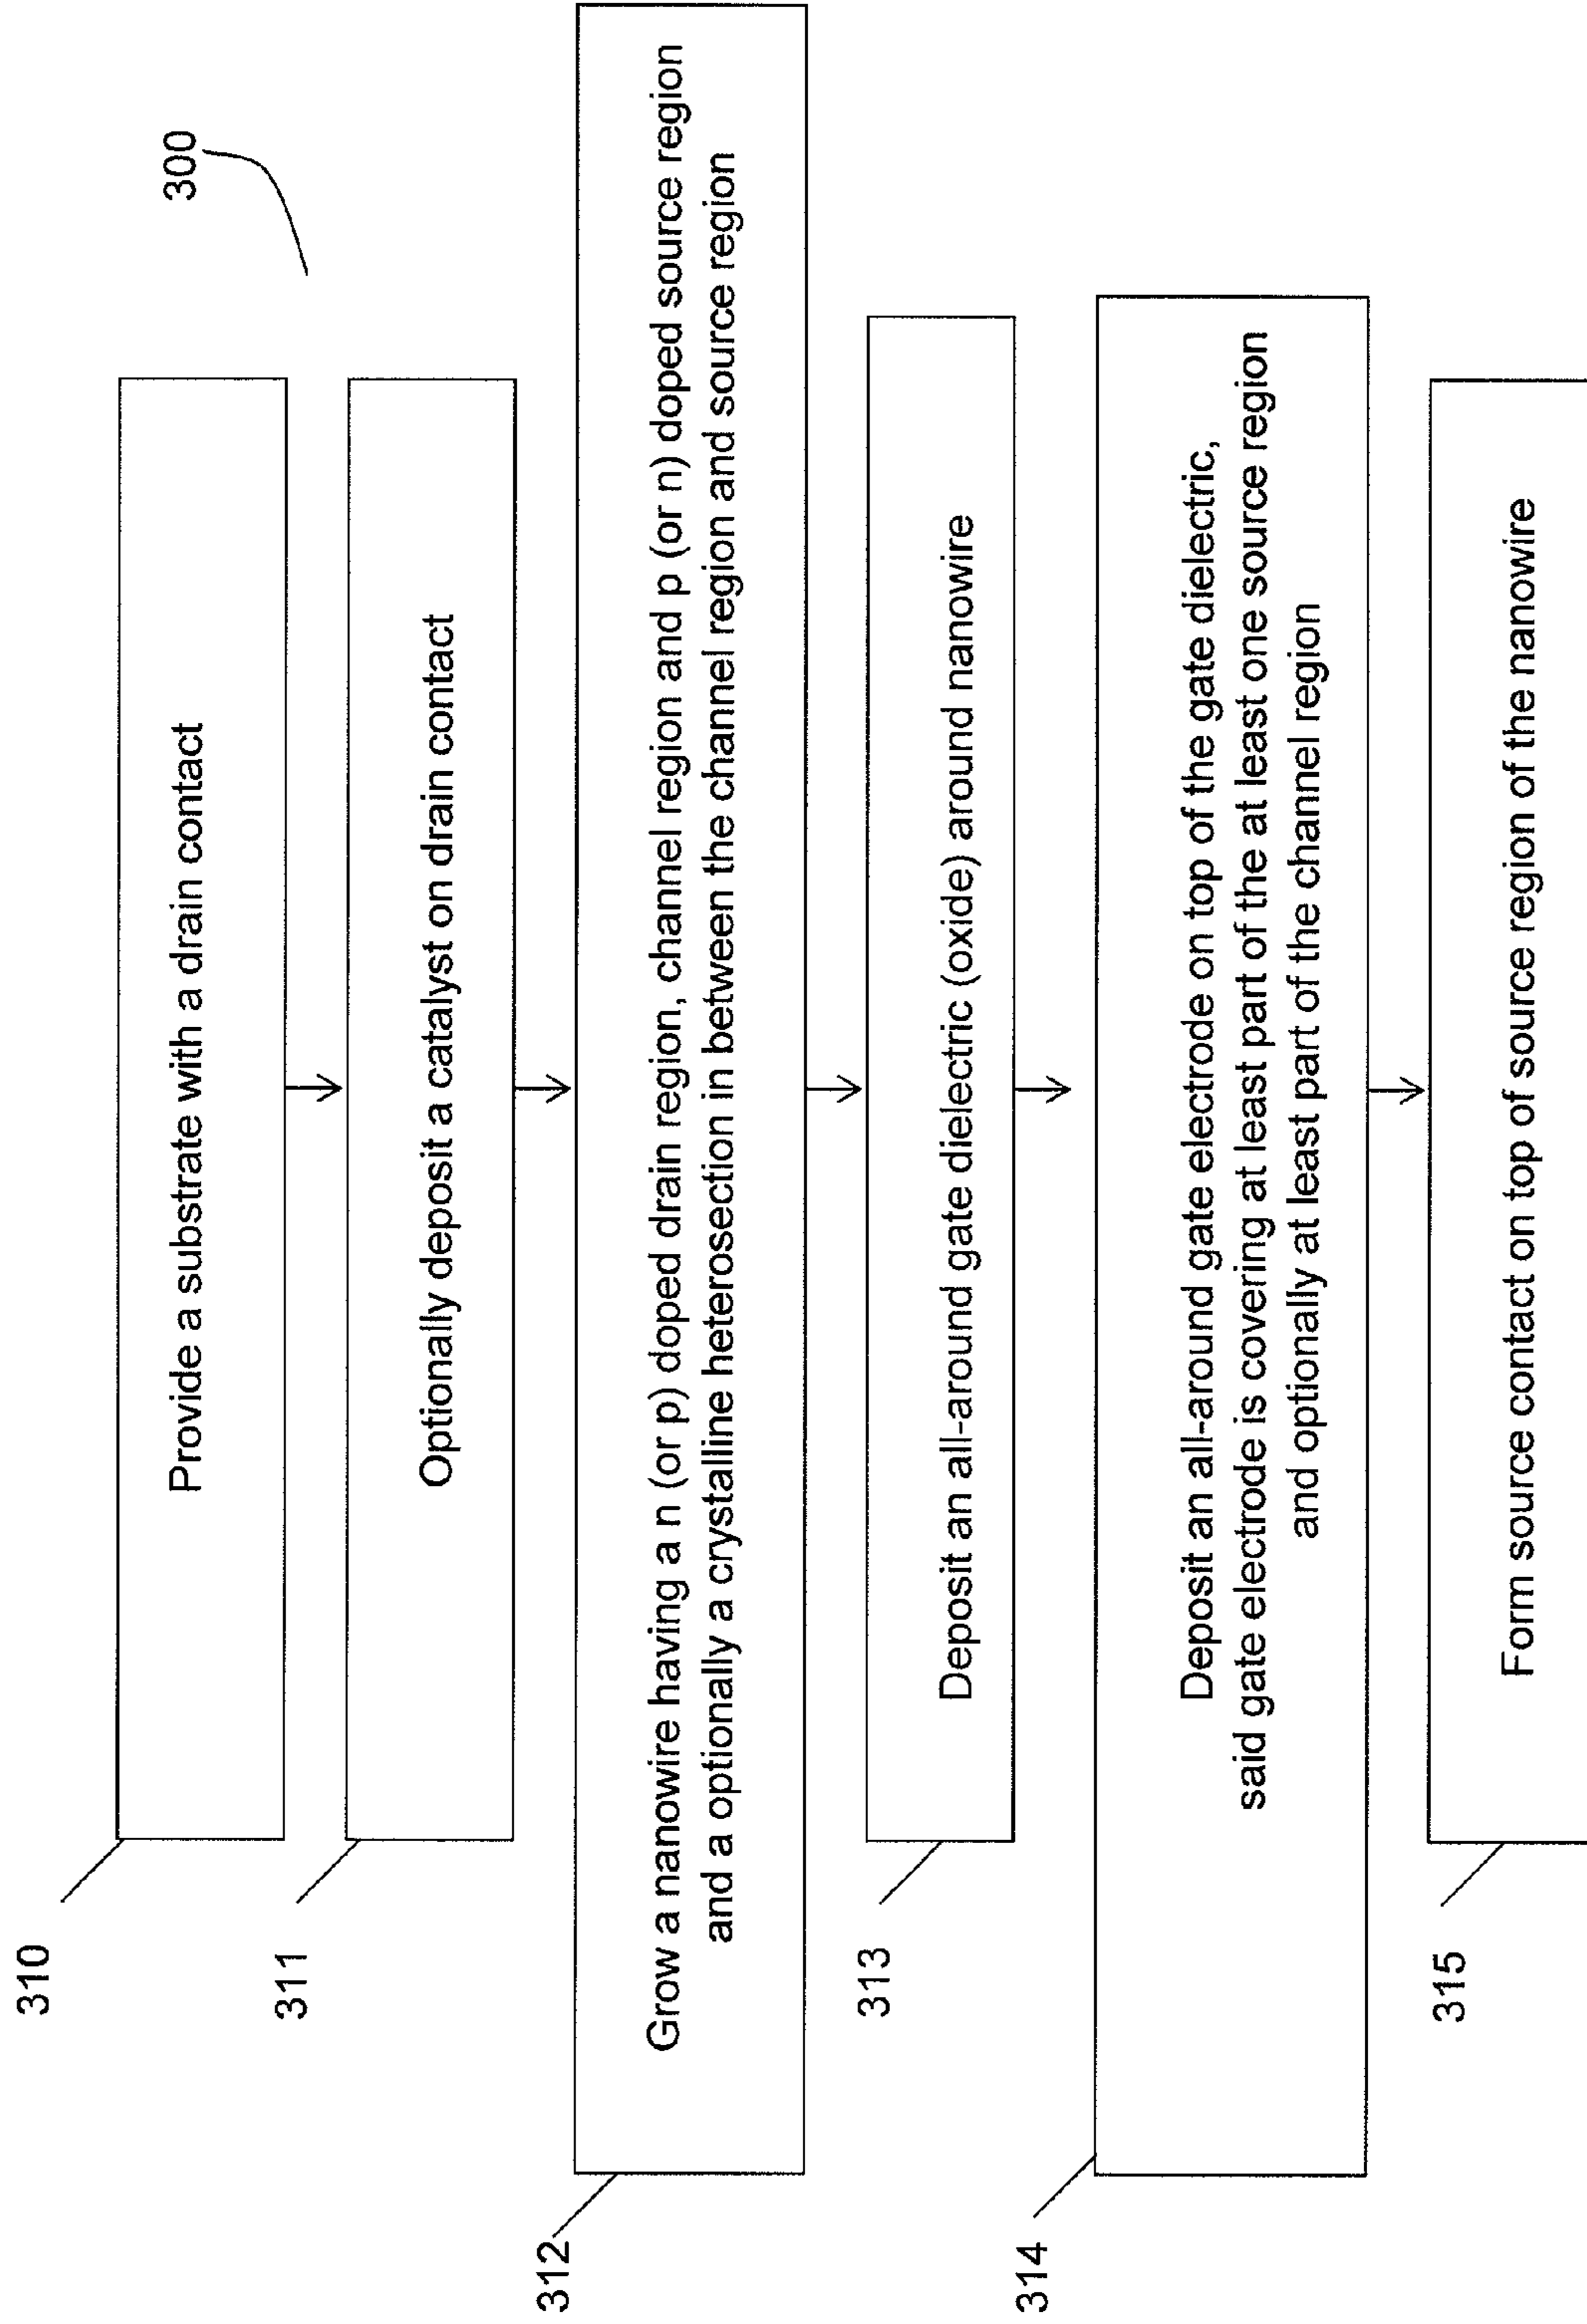 300
310
Provide a substrate with a drain contact
311
Optionally deposit a catalyst on drain contact
312
Grow a nanowire having a n (or p) doped drain region, channel region and p (or n) doped source region
and a optionally a crystalline heterosection in between the channel region and source region
313
Deposit an all-around gate dielectric (oxide) around nanowire
314
Deposit an all-around gate electrode on top of the gate dielectric,
said gate electrode is covering at least part of the at least one source region
and optionally at least part of the channel region
315
Form source contact on top of source region of the nanowire